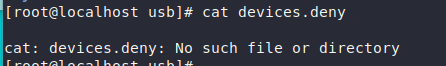 [root@localhost usb]# cat devices.deny
cat: devices.deny: No such file or directory
[root@localhost usb]#